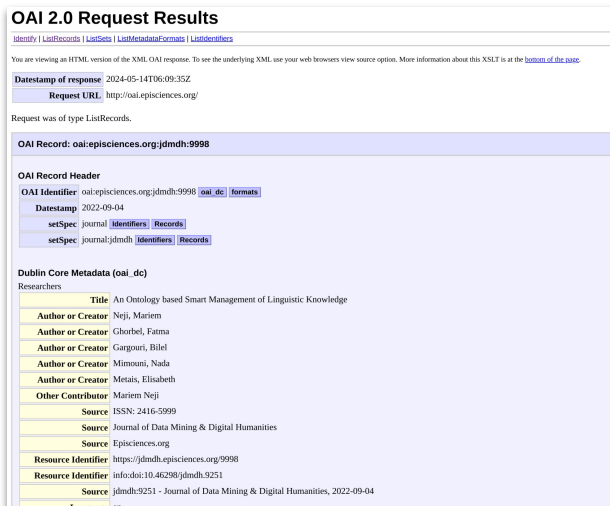 OAI 2.0 Request Results
Identify | ListRecords | ListSets | ListMetadataFormats | ListIdentifiers
You are viewing an HTML version of the XML OAI response. To see the underlying XML use your web browsers view source option. More information about this XSLT is at the bottom of the page.
Datestamp of response 2024-05-14T06:09:35Z
Request URL http://oai.episciences.org/
Request was of type ListRecords.
OAI Record: oai:episciences.org:jdmdh:9998
OAI Record Header
OAI Identifier oai:episciences.org:jdmdh:9998 oai_dc formats
Datestamp 2022-09-04
setSpec journal Identifiers Records
setSpec journal:jdmdh Identifiers Records
Dublin Core Metadata (oai_dc)
Researchers
Title An Ontology based Smart Management of Linguistic Knowledge
Author or Creator Neji, Mariem
Author or Creator Ghorbel, Fatma
Author or Creator Gargouri, Bilel
Author or Creator Mimouni, Nada
Author or Creator Metais, Elisabeth
Other Contributor Mariem Neji
Source ISSN: 2416-5999
Source Journal of Data Mining & Digital Humanities
Source Episciences.org
Resource Identifier https://jdmdh.episciences.org/9998
Resource Identifier info:doi:10.46298/jdmdh.9251
Source jdmdh:9251 - Journal of Data Mining & Digital Humanities, 2022-09-04